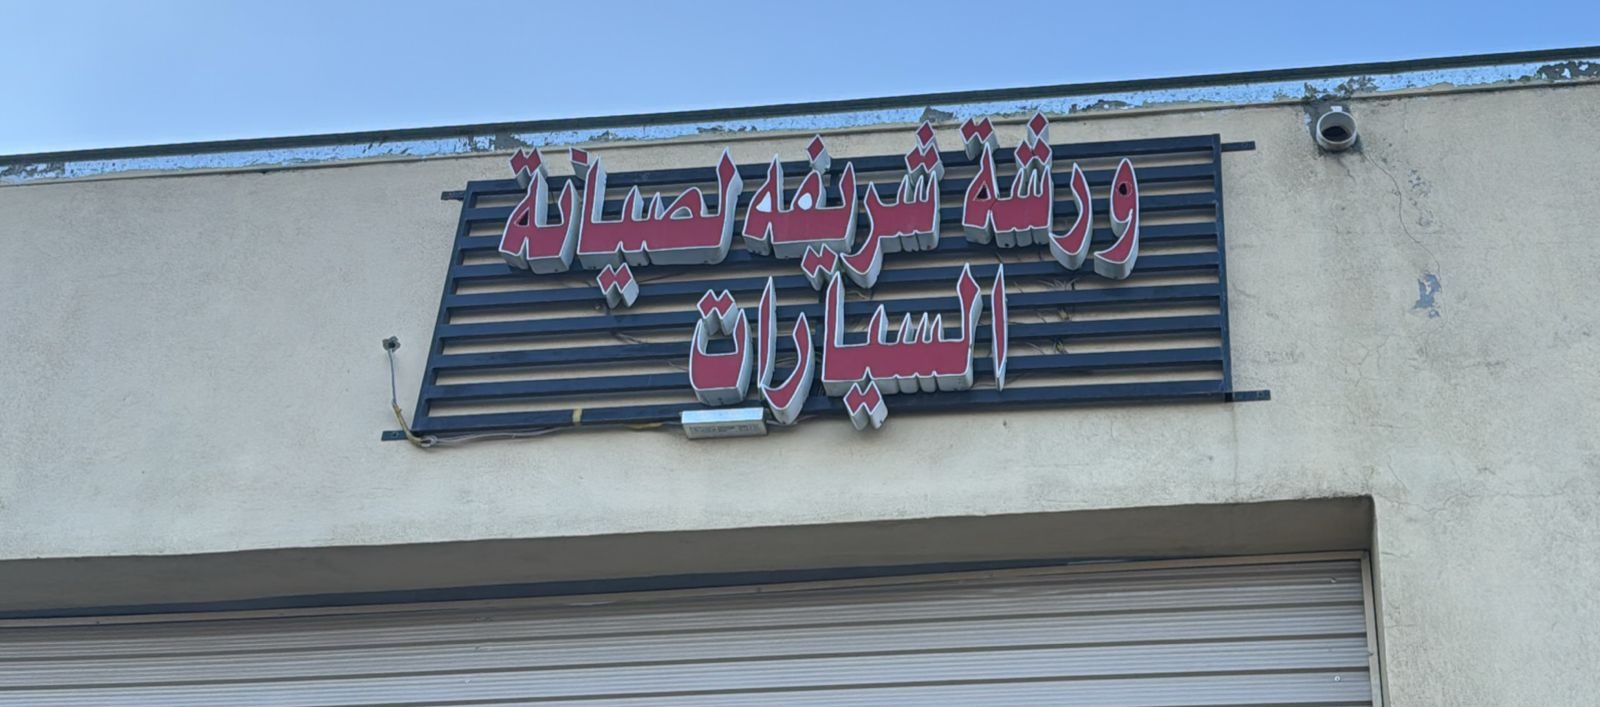 ورشة شريفه لصيانة
السيارات